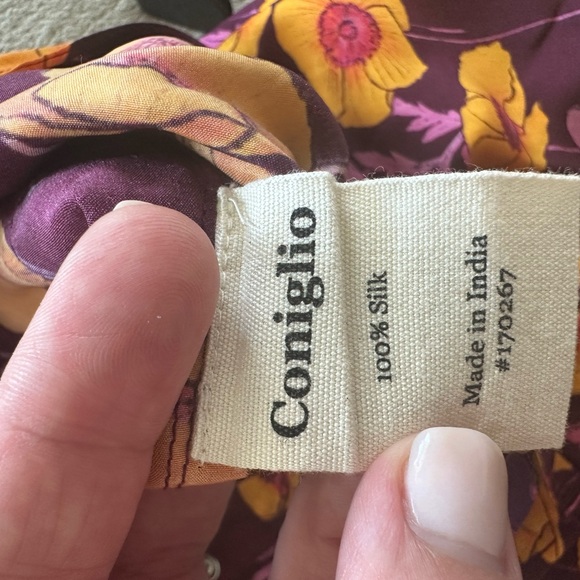 Coniglio
100% Silk
Made in India
#170267